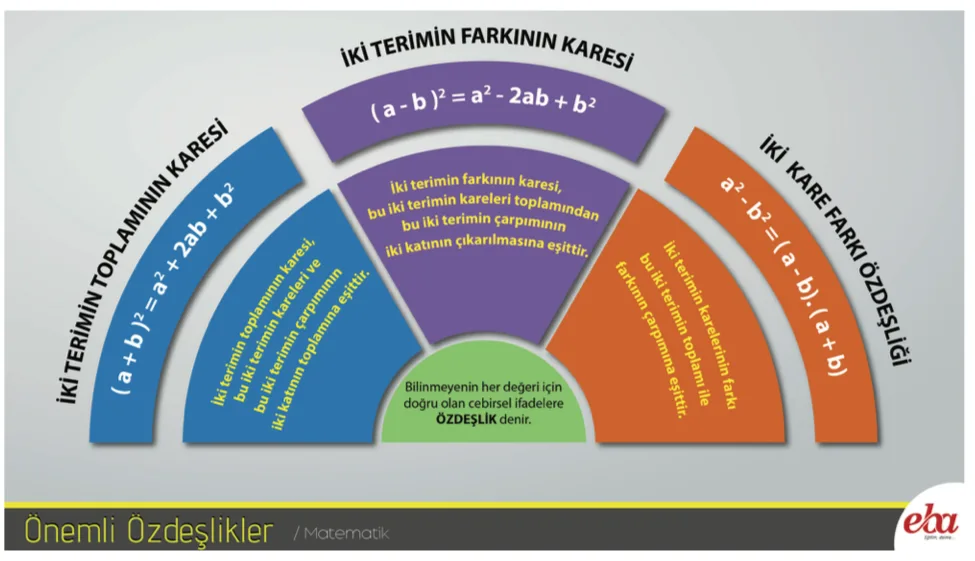 İKİ TERİMİN TOPLAMININ KARESİ
( a + b )² = a² + 2ab + b²
İki terimin toplamının karesi,
bu iki terimin kareleri ve
bu iki terimin çarpımının
iki katının toplamına eşittir.
İKİ TERİMİN FARKININ KARESİ
( a - b )² = a² - 2ab + b²
İki terimin farkının karesi,
bu iki terimin kareleri toplamından
bu iki terimin çarpımının
iki katının çıkarılmasına eşittir.
İKİ KARE FARKI ÖZDEŞLİĞİ
a² - b² = ( a - b) . ( a + b)
İki terimin karelerinin farkı
bu iki terimin toplamı ile
farkının çarpımına eşittir.
Bilinmeyenin her değeri için
doğru olan cebirsel ifadelere
ÖZDEŞLİK denir.
Önemli Özdeşlikler / Matematik
eba